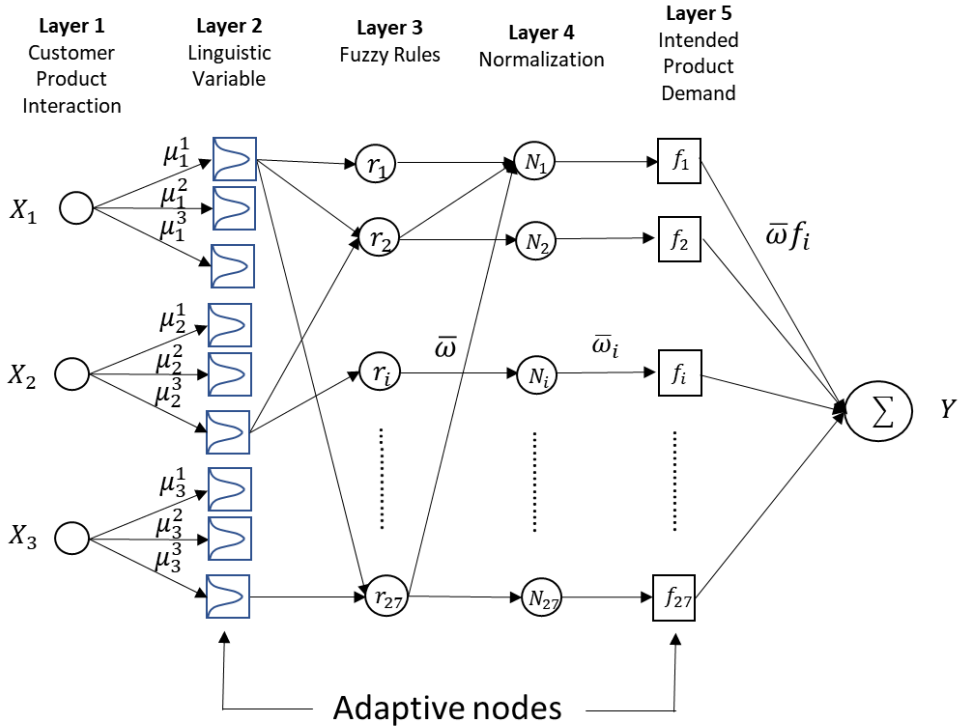 Layer 1
Customer
Product
Interaction
Layer 2
Linguistic
Variable
Layer 3
Fuzzy Rules
Layer 4
Normalization
Layer 5
Intended
Product
Demand
X₁
μ₁¹
μ₁²
μ₁³
X₂
μ₂¹
μ₂²
μ₂³
X₃
μ₃¹
μ₃²
μ₃³
r₁
r₂
rᵢ
r₂₇
ω̅
N₁
N₂
Nᵢ
N₂₇
ω̅ᵢ
f₁
f₂
fᵢ
f₂₇
ω̅fᵢ
∑
Y
Adaptive nodes